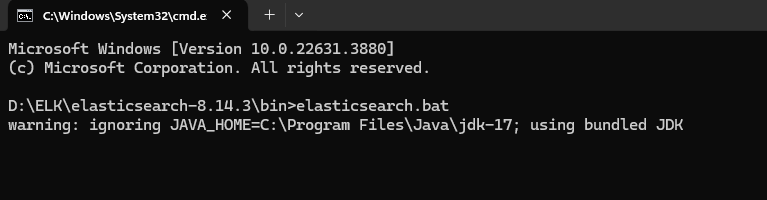 C:\Windows\System32\cmd.e
Microsoft Windows [Version 10.0.22631.3880]
(c) Microsoft Corporation. All rights reserved.
D:\ELK\elasticsearch-8.14.3\bin>elasticsearch.bat
warning: ignoring JAVA_HOME=C:\Program Files\Java\jdk-17; using bundled JDK